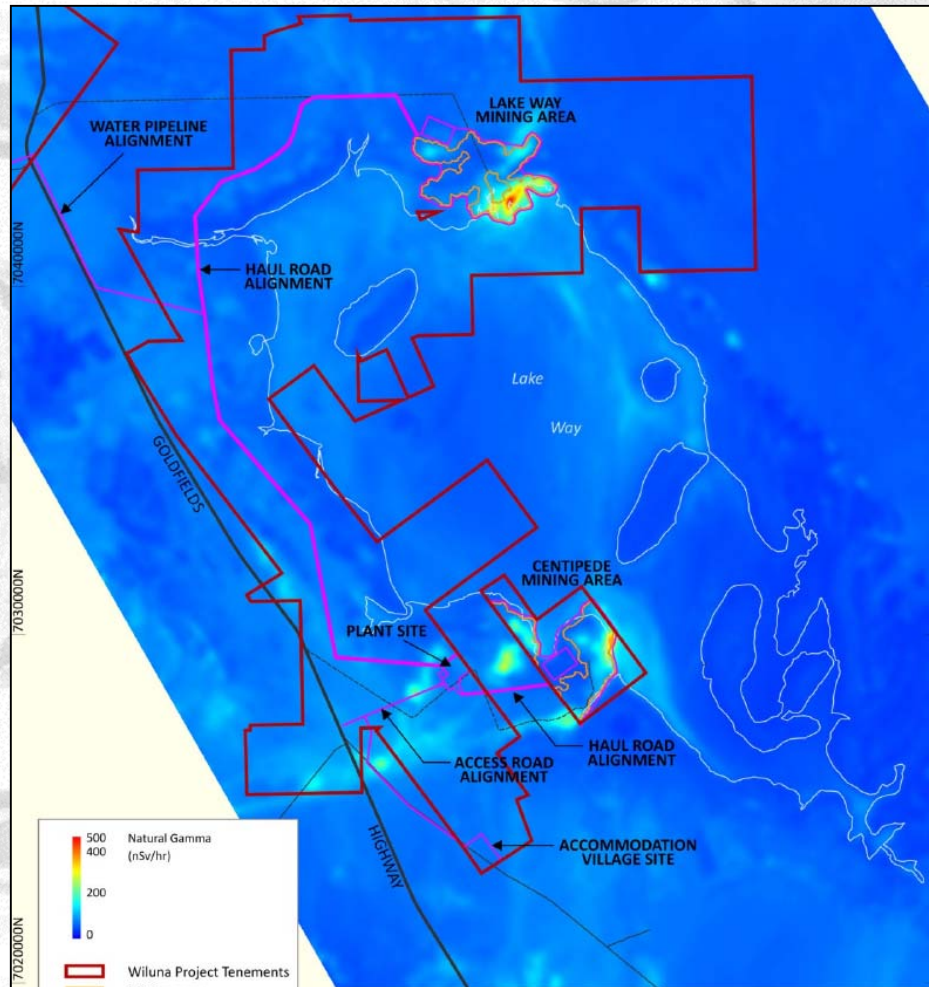 LAKE WAY
MINING AREA
WATER PIPELINE
ALIGNMENT
7040000N
HAUL ROAD
ALIGNMENT
Lake
Way
GOLDFIELDS
CENTIPEDE
MINING AREA
7030000N
PLANT SITE
HAUL ROAD
ALIGNMENT
ACCESS ROAD
ALIGNMENT
ACCOMMODATION
VILLAGE SITE
HIGHWAY
500
400
200
0
Natural Gamma
(nSv/hr)
7020000N
Wiluna Project Tenements